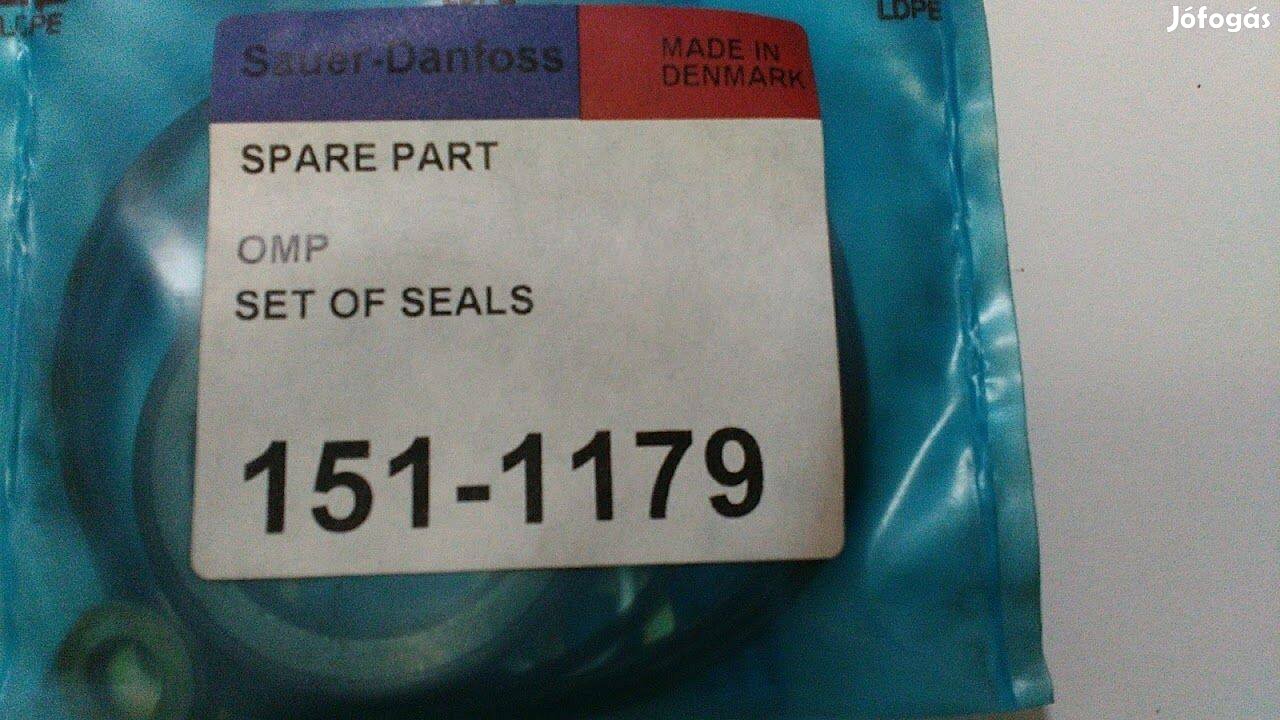 LDPE
LDPE
Jófogás
Sauer-Danfoss
MADE IN
DENMARK
SPARE PART
OMP
SET OF SEALS
151-1179